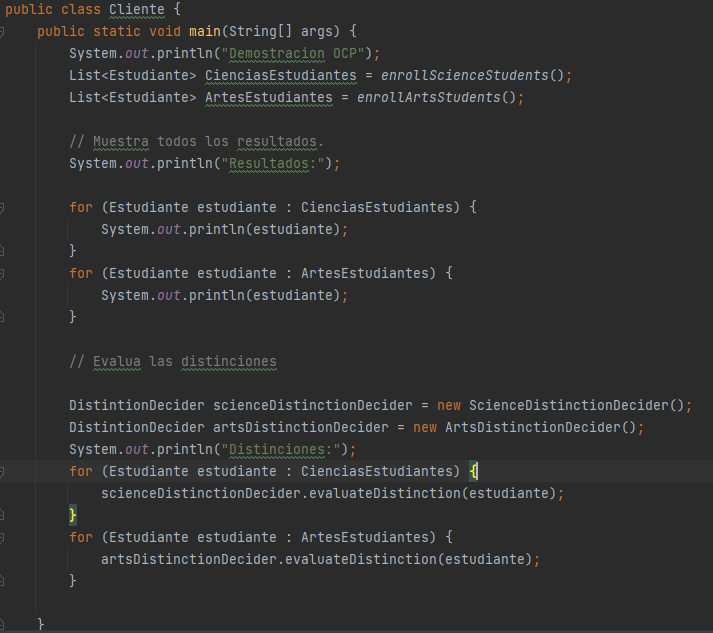 public class Cliente {
public static void main(String[] args) {
System.out.println("Demostracion OCP");
List<Estudiante> CienciasEstudiantes = enrollScienceStudents();
List<Estudiante> ArtesEstudiantes = enrollArtsStudents();
// Muestra todos los resultados.
System.out.println("Resultados:");
for (Estudiante estudiante : CienciasEstudiantes) {
System.out.println(estudiante);
}
for (Estudiante estudiante : ArtesEstudiantes) {
System.out.println(estudiante);
}
// Evalua las distinciones
DistintionDecider scienceDistinctionDecider = new ScienceDistinctionDecider();
DistintionDecider artsDistinctionDecider = new ArtsDistinctionDecider();
System.out.println("Distinciones:");
for (Estudiante estudiante : CienciasEstudiantes) {
scienceDistinctionDecider.evaluateDistinction(estudiante);
}
for (Estudiante estudiante : ArtesEstudiantes) {
artsDistinctionDecider.evaluateDistinction(estudiante);
}
}